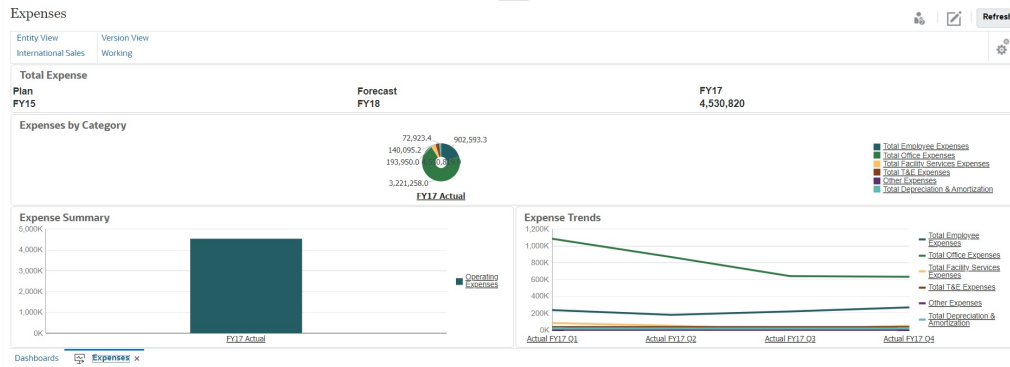 Expenses
Refresh
Entity View Version View
International Sales Working
Total Expense
Plan Forecast FY17
FY15 FY18 4,530,820
Expenses by Category
72,923.4 902,593.3
140,095.2
193,950.0
3,221,258.0
FY17 Actual
Total Employee Expenses
Total Office Expenses
Total Facility Services Expenses
Total T&E Expenses
Other Expenses
Total Depreciation & Amortization
Expense Summary
5,000K
4,000K
3,000K
2,000K
1,000K
0K
FY17 Actual
Operating
Expenses
Expense Trends
1,200K
1,000K
800K
600K
400K
200K
0K
Actual FY17 Q1 Actual FY17 Q2 Actual FY17 Q3 Actual FY17 Q4
Total Employee
Expenses
Total Office Expenses
Total Facility Services
Expenses
Total T&E Expenses
Other Expenses
Total Depreciation &
Amortization
Dashboards Expenses x